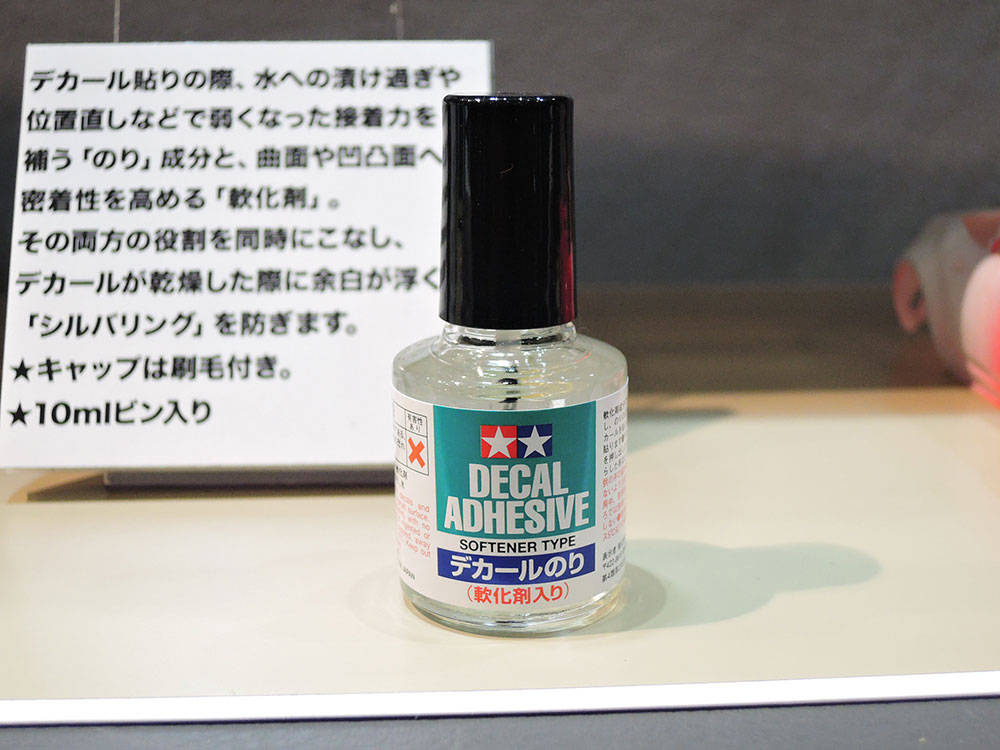 デカール貼りの際、水への漬け過ぎや
位置直しなどで弱くなった接着力を
補う「のり」成分と、曲面や凹凸面へ
密着性を高める「軟化剤」。
その両方の役割を同時にこなし、
デカールが乾燥した際に余白が浮く
「シルバリング」を防ぎます。
★キャップは刷毛付き。
★10mlビン入り
有害性
あり
DECAL
ADHESIVE
SOFTENER TYPE
デカールのり
(軟化剤入り)
JAPAN